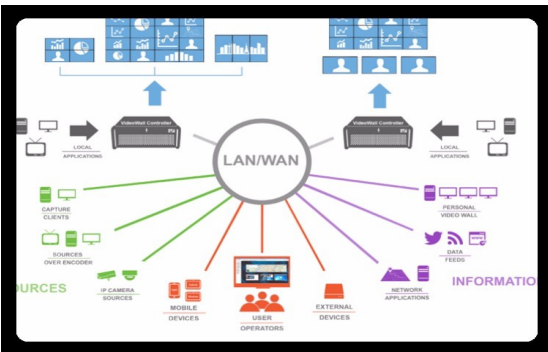 VideoWall Controller
VideoWall Controller
LOCAL
APPLICATIONS
LAN/WAN
LOCAL
APPLICATIONS
CAPTURE
CLIENTS
PERSONAL
VIDEO WALL
SOURCES
OVER ENCODER
DATA
FEEDS
OURCES
IP CAMERA
SOURCES
MOBILE
DEVICES
USER
OPERATORS
EXTERNAL
DEVICES
NETWORK
APPLICATIONS
INFORMATIO